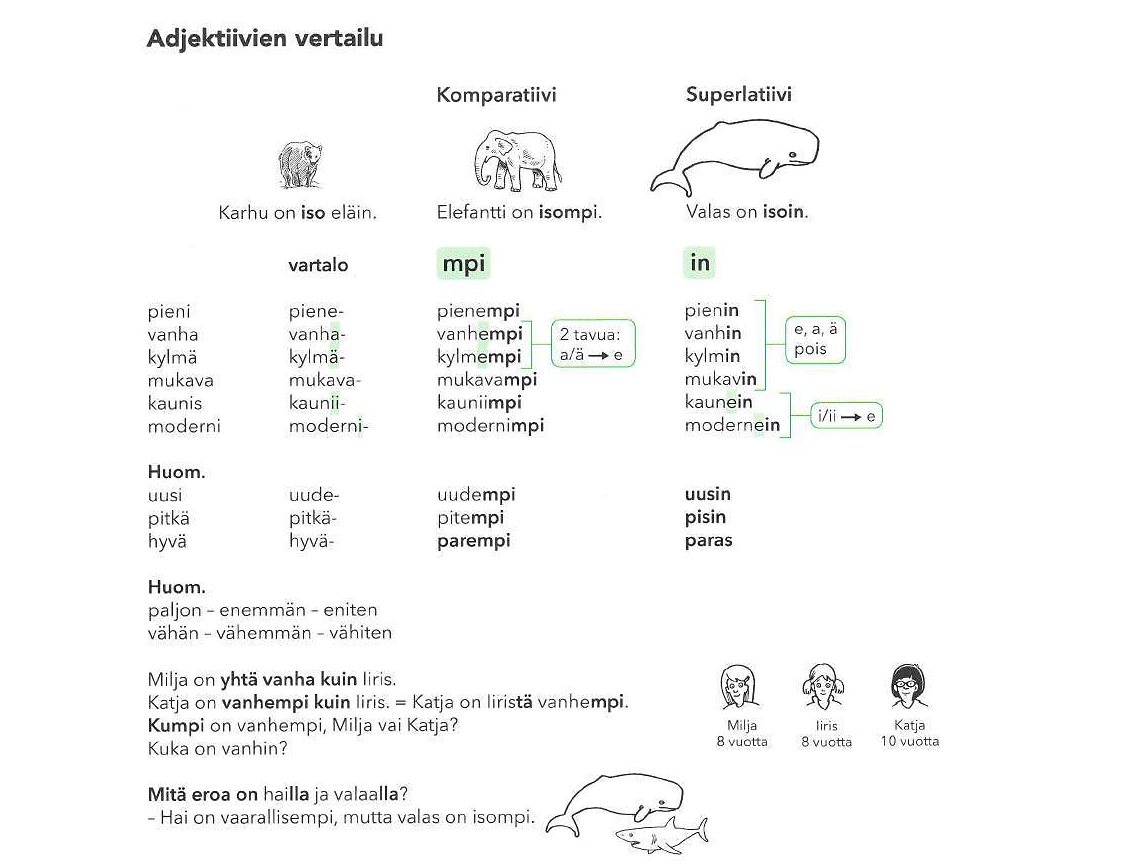 Adjektiivien vertailu
Komparatiivi Superlatiivi
Karhu on iso eläin. Elefantti on isompi. Valas on isoin.
vartalo mpi in
pieni piene- pienempi pienin
vanha vanha- vanhempi vanhin
kylmä kylmä- kylmempi kylmin
2 tavua:
a/ä → e
e, a, ä
pois
mukava mukava- mukavampi mukavin
kaunis kaunii- kauniimpi kaunein
moderni moderni- modernimpi modernein
i/ii → e
Huom.
uusi uude- uudempi uusin
pitkä pitkä- pitempi pisin
hyvä hyvä- parempi paras
Huom.
paljon – enemmän – eniten
vähän – vähemmän – vähiten
Milja on yhtä vanha kuin Iiris.
Katja on vanhempi kuin Iiris. = Katja on Iiristä vanhempi.
Kumpi on vanhempi, Milja vai Katja?
Kuka on vanhin?
Milja Iiris Katja
8 vuotta 8 vuotta 10 vuotta
Mitä eroa on hailla ja valaalla?
– Hai on vaarallisempi, mutta valas on isompi.